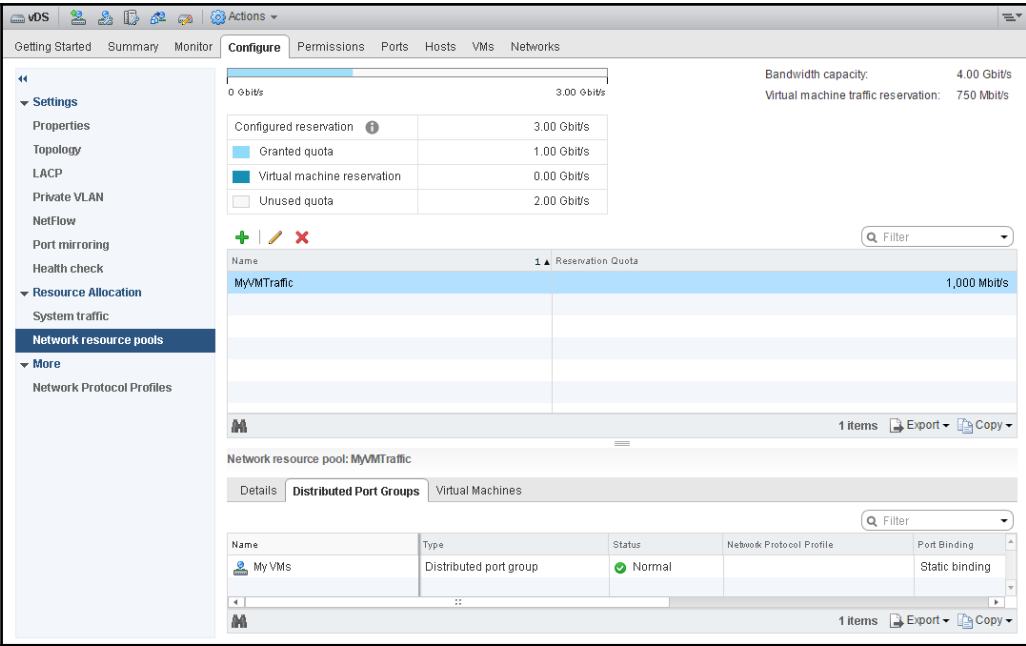 vDS Actions
Getting Started Summary Monitor Configure Permissions Ports Hosts VMs Networks
Settings
Properties
Topology
LACP
Private VLAN
NetFlow
Port mirroring
Health check
Resource Allocation
System traffic
Network resource pools
More
Network Protocol Profiles
0 Gbit/s 3.00 Gbit/s
Bandwidth capacity: 4.00 Gbit/s
Virtual machine traffic reservation: 750 Mbit/s
Configured reservation 3.00 Gbit/s
Granted quota 1.00 Gbit/s
Virtual machine reservation 0.00 Gbit/s
Unused quota 2.00 Gbit/s
Filter
Name 1 ▲ Reservation Quota
MyVMTraffic 1,000 Mbit/s
1 items Export Copy
Network resource pool: MyVMTraffic
Details Distributed Port Groups Virtual Machines
Filter
Name Type Status Network Protocol Profile Port Binding
My VMs Distributed port group Normal Static binding
1 items Export Copy